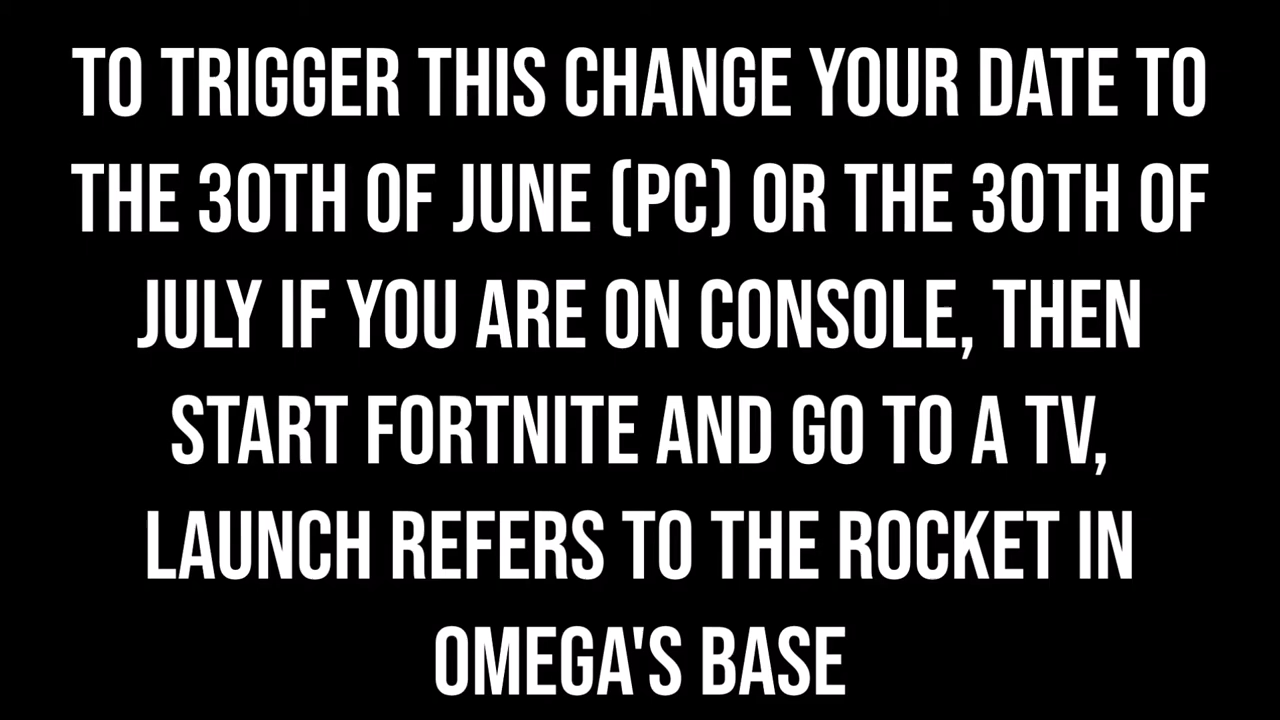 TO TRIGGER THIS CHANGE YOUR DATE TO
THE 30TH OF JUNE (PC) OR THE 30TH OF
JULY IF YOU ARE ON CONSOLE, THEN
START FORTNITE AND GO TO A TV,
LAUNCH REFERS TO THE ROCKET IN
OMEGA'S BASE